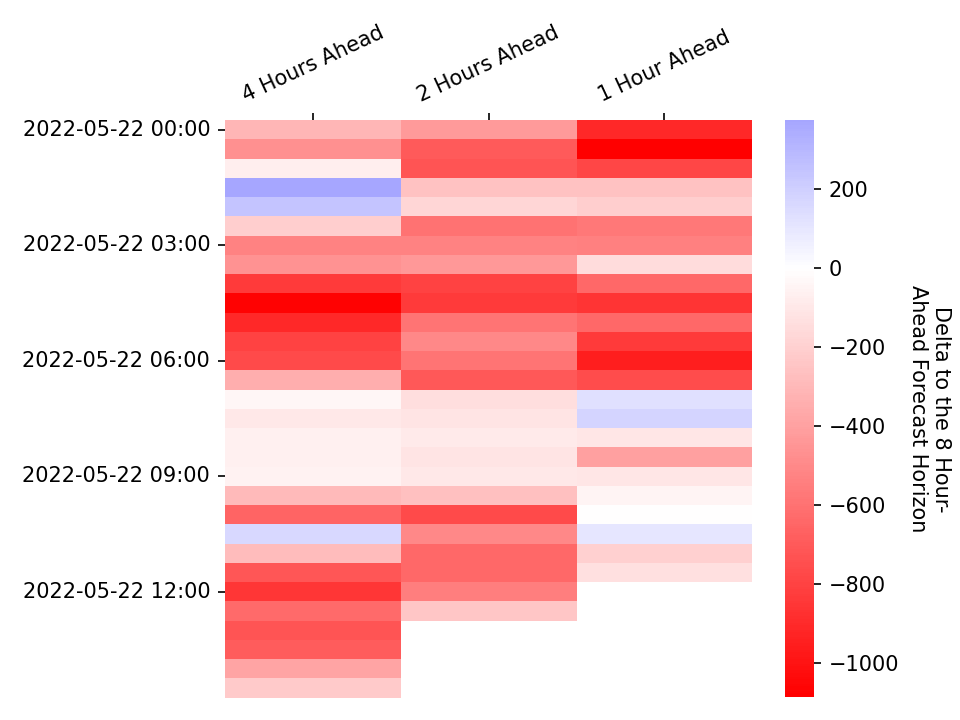 4 Hours Ahead
2 Hours Ahead
1 Hour Ahead
2022-05-22 00:00
2022-05-22 03:00
2022-05-22 06:00
2022-05-22 09:00
2022-05-22 12:00
200
0
−200
−400
−600
−800
−1000
Delta to the 8 Hour-
Ahead Forecast Horizon